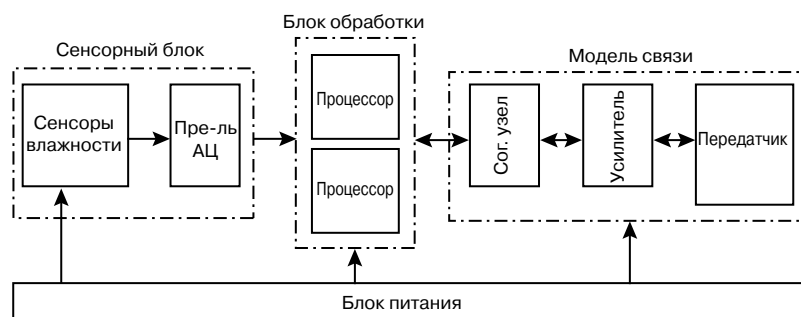 Сенсорный блок
Сенсоры
влажности
Пре-ль
АЦ
Блок обработки
Процессор
Процессор
Модель связи
Сог. узел
Усилитель
Передатчик
Блок питания